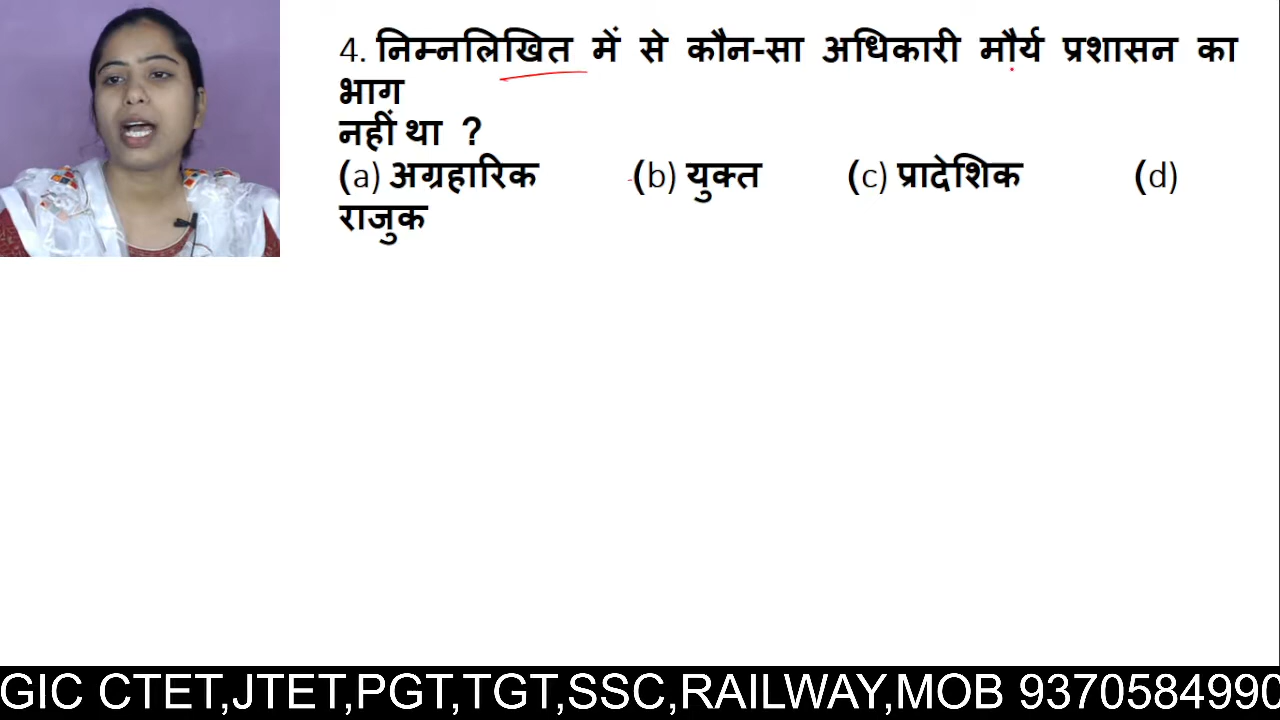 4. निम्नलिखित में से कौन-सा अधिकारी मौर्य प्रशासन का
भाग
नहीं था ?
(a) अग्रहारिक (b) युक्त (c) प्रादेशिक (d)
राजुक
GIC CTET,JTET,PGT,TGT,SSC,RAILWAY,MOB 9370584990